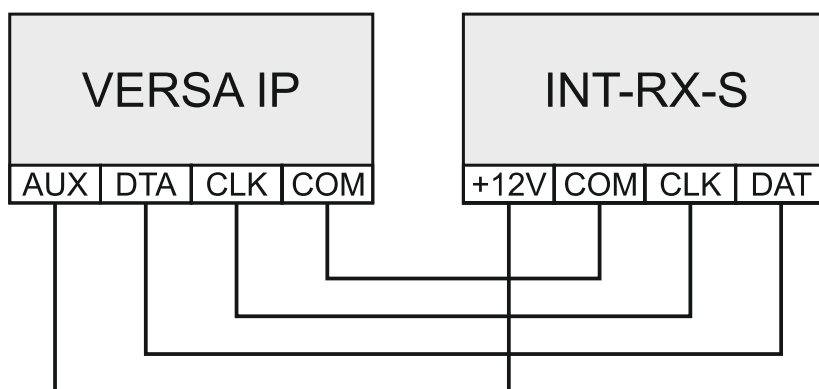 VERSA IP
AUX DTA CLK COM
INT-RX-S
+12V COM CLK DAT